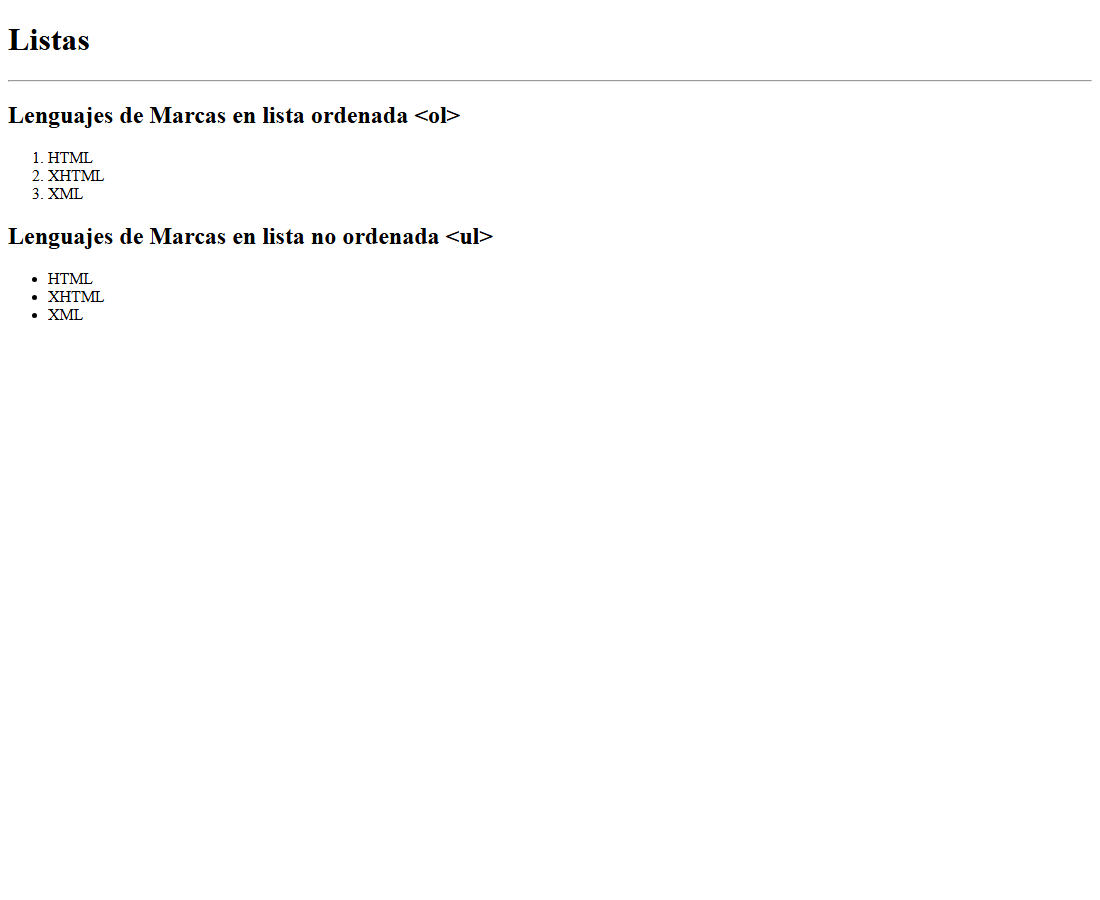 Listas
Lenguajes de Marcas en lista ordenada <ol>
1. HTML
2. XHTML
3. XML
Lenguajes de Marcas en lista no ordenada <ul>
• HTML
• XHTML
• XML